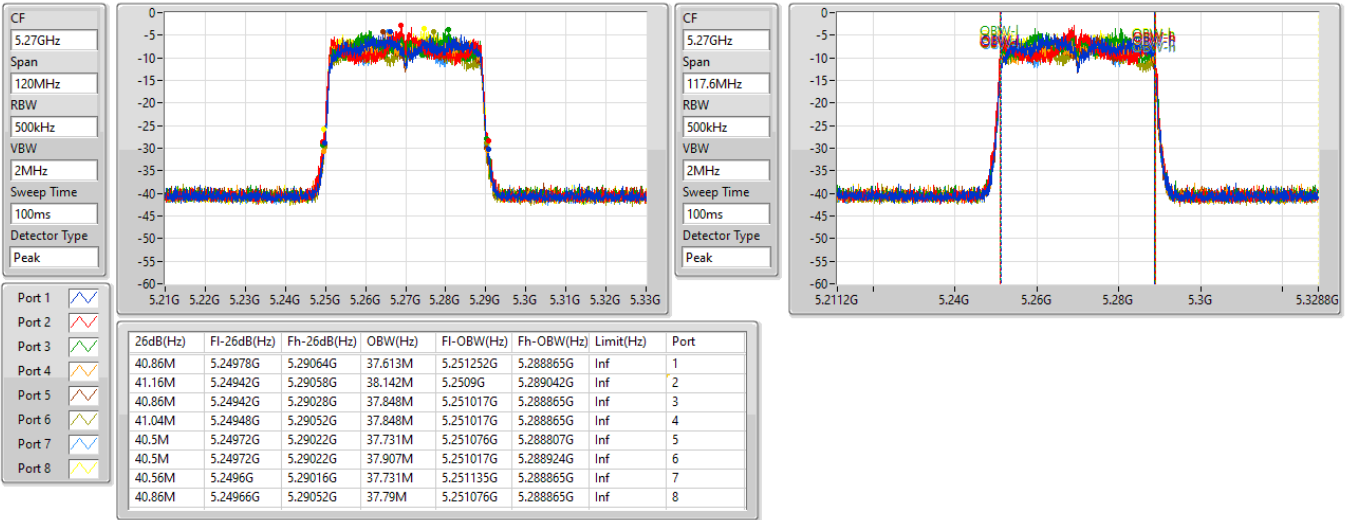 CF
5.27GHz
Span
120MHz
RBW
500kHz
VBW
2MHz
Sweep Time
100ms
Detector Type
Peak
0-
-5-
-10-
-15-
-20-
-25-
-30-
-35-
-40-
-45-
-50-
-55-
-60-
5.21G 5.22G 5.23G 5.24G 5.25G 5.26G 5.27G 5.28G 5.29G 5.3G 5.31G 5.32G 5.33G
CF
5.27GHz
Span
117.6MHz
RBW
500kHz
VBW
2MHz
Sweep Time
100ms
Detector Type
Peak
0-
-5-
-10-
-15-
-20-
-25-
-30-
-35-
-40-
-45-
-50-
-55-
-60-
5.2112G 5.24G 5.26G 5.28G 5.3G 5.3288G
OBW-l
OBW-h
Port 1
Port 2
Port 3
Port 4
Port 5
Port 6
Port 7
Port 8
26dB(Hz) Fl-26dB(Hz) Fh-26dB(Hz) OBW(Hz) Fl-OBW(Hz) Fh-OBW(Hz) Limit(Hz) Port
40.86M 5.24978G 5.29064G 37.613M 5.251252G 5.288865G Inf 1
41.16M 5.24942G 5.29058G 38.142M 5.2509G 5.289042G Inf 2
40.86M 5.24942G 5.29028G 37.848M 5.251017G 5.288865G Inf 3
41.04M 5.24948G 5.29052G 37.848M 5.251017G 5.288865G Inf 4
40.5M 5.24972G 5.29022G 37.731M 5.251076G 5.288807G Inf 5
40.5M 5.24972G 5.29022G 37.907M 5.251017G 5.288924G Inf 6
40.56M 5.2496G 5.29016G 37.731M 5.251135G 5.288865G Inf 7
40.86M 5.24966G 5.29052G 37.79M 5.251076G 5.288865G Inf 8